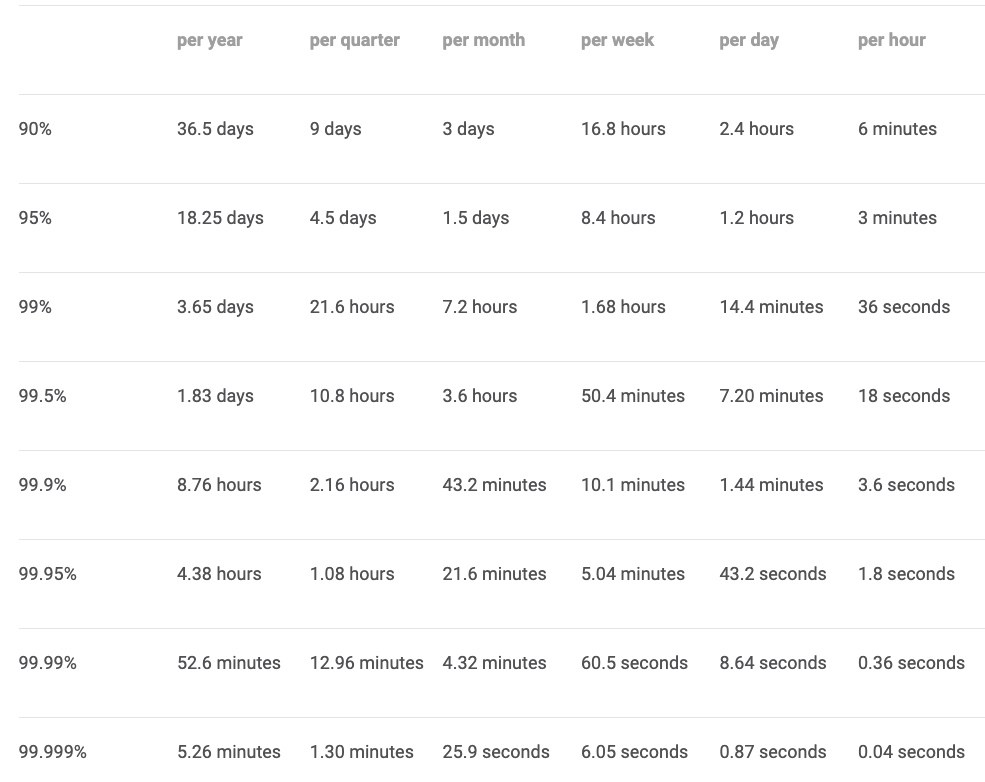 per year per quarter per month per week per day per hour
90% 36.5 days 9 days 3 days 16.8 hours 2.4 hours 6 minutes
95% 18.25 days 4.5 days 1.5 days 8.4 hours 1.2 hours 3 minutes
99% 3.65 days 21.6 hours 7.2 hours 1.68 hours 14.4 minutes 36 seconds
99.5% 1.83 days 10.8 hours 3.6 hours 50.4 minutes 7.20 minutes 18 seconds
99.9% 8.76 hours 2.16 hours 43.2 minutes 10.1 minutes 1.44 minutes 3.6 seconds
99.95% 4.38 hours 1.08 hours 21.6 minutes 5.04 minutes 43.2 seconds 1.8 seconds
99.99% 52.6 minutes 12.96 minutes 4.32 minutes 60.5 seconds 8.64 seconds 0.36 seconds
99.999% 5.26 minutes 1.30 minutes 25.9 seconds 6.05 seconds 0.87 seconds 0.04 seconds